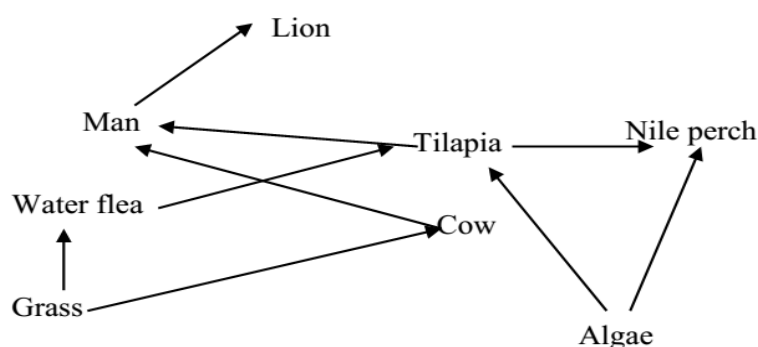 Lion
Man
Tilapia
Nile perch
Water flea
Cow
Grass
Algae